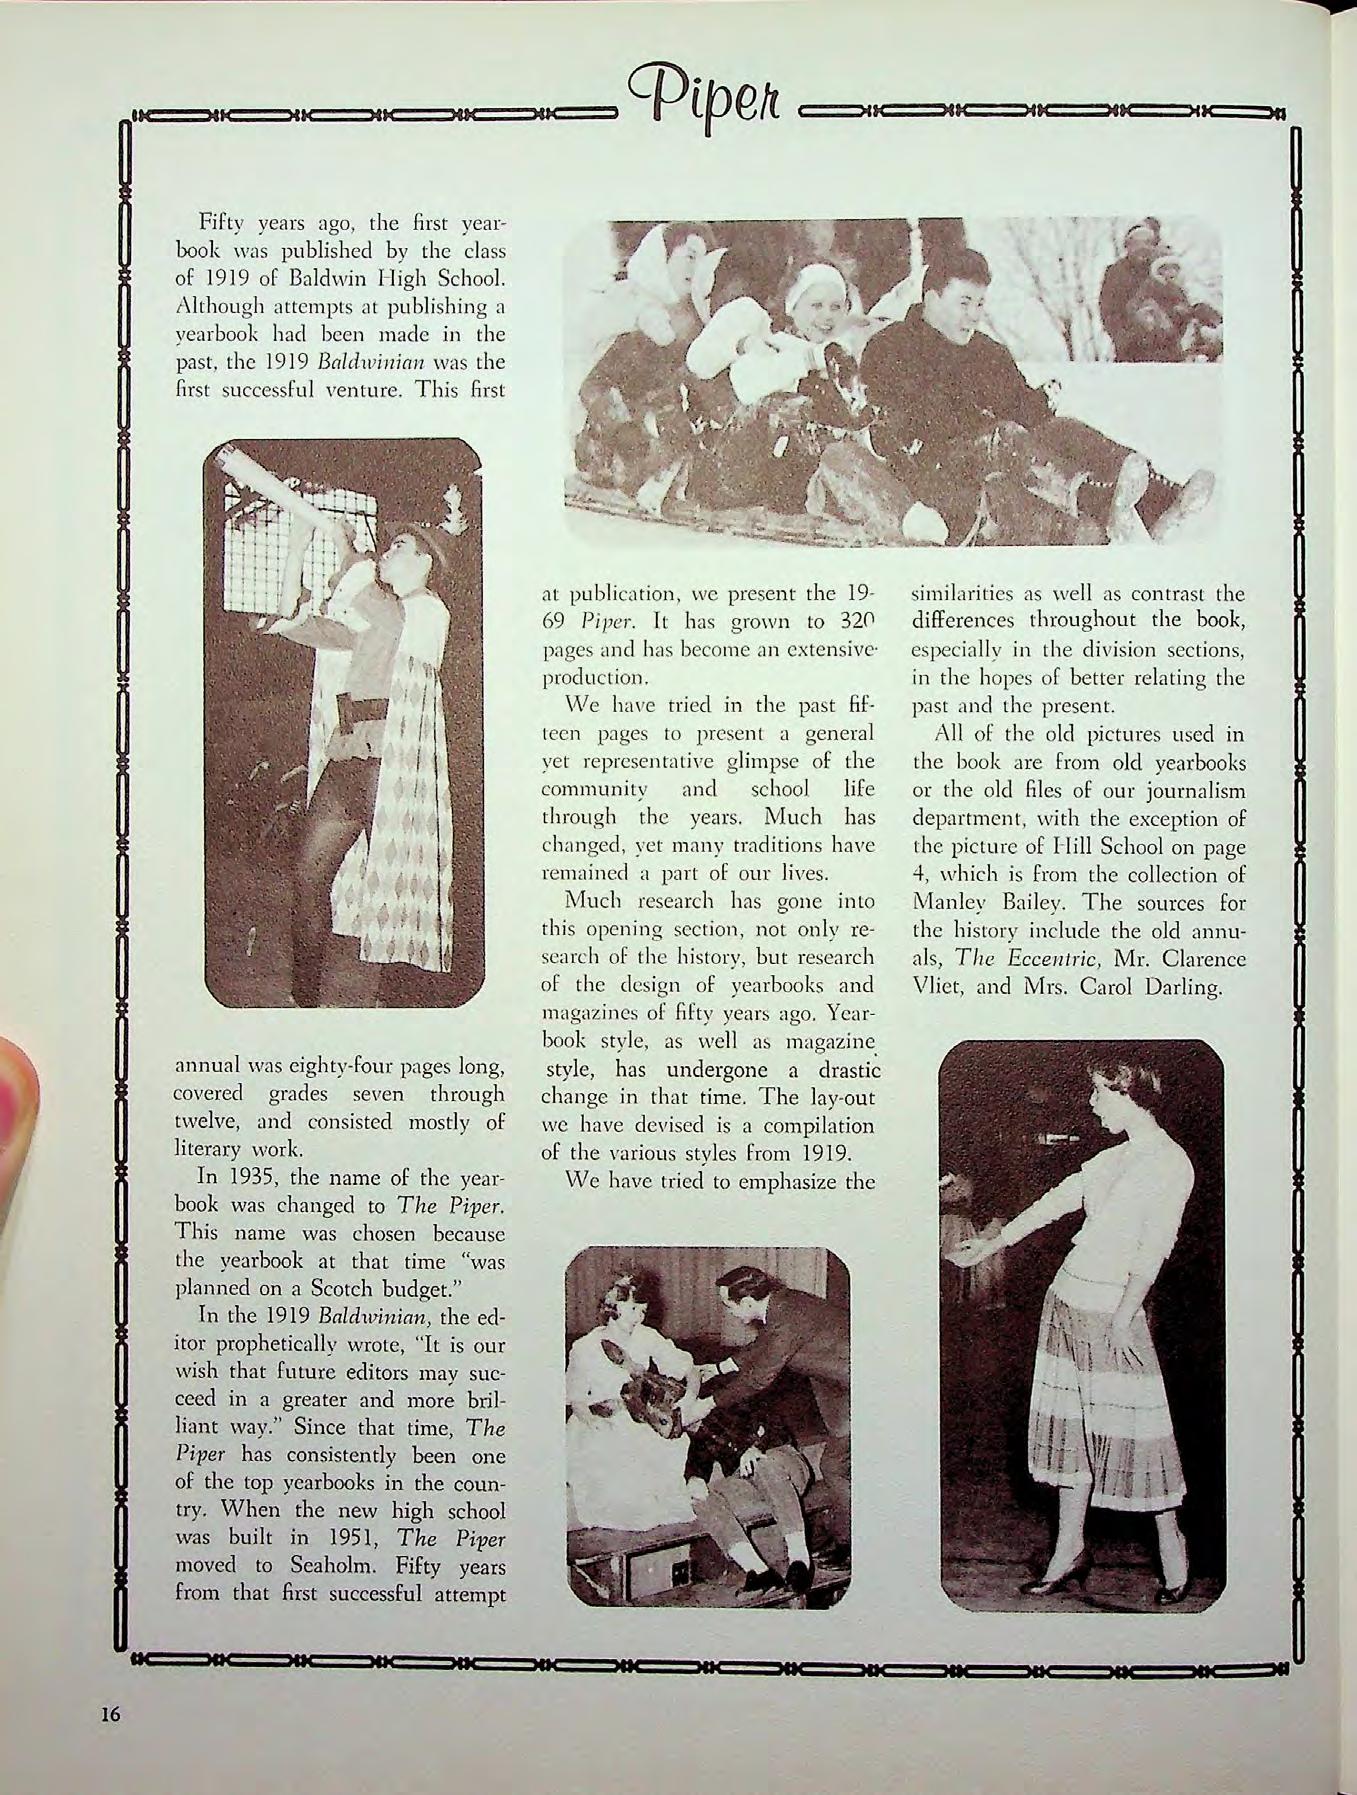 Piper
Fifty years ago, the first year-
book was published by the class
of 1919 of Baldwin High School.
Although attempts at publishing a
yearbook had been made in the
past, the 1919 Baldwinian was the
first successful venture. This first
annual was eighty-four pages long,
covered grades seven through
twelve, and consisted mostly of
literary work.
In 1935, the name of the year-
book was changed to The Piper.
This name was chosen because
the yearbook at that time "was
planned on a Scotch budget."
In the 1919 Baldwinian, the ed-
itor prophetically wrote, "It is our
wish that future editors may suc-
ceed in a greater and more bril-
liant way." Since that time, The
Piper has consistently been one
of the top yearbooks in the coun-
try. When the new high school
was built in 1951, The Piper
moved to Seaholm. Fifty years
from that first successful attempt
at publication, we present the 19-
69 Piper. It has grown to 320
pages and has become an extensive
production.
We have tried in the past fif-
teen pages to present a general
yet representative glimpse of the
community and school life
through the years. Much has
changed, yet many traditions have
remained a part of our lives.
Much research has gone into
this opening section, not only re-
search of the history, but research
of the design of yearbooks and
magazines of fifty years ago. Year-
book style, as well as magazine
style, has undergone a drastic
change in that time. The lay-out
we have devised is a compilation
of the various styles from 1919.
We have tried to emphasize the
similarities as well as contrast the
differences throughout the book,
especially in the division sections,
in the hopes of better relating the
past and the present.
All of the old pictures used in
the book are from old yearbooks
or the old files of our journalism
department, with the exception of
the picture of Hill School on page
4, which is from the collection of
Manley Bailey. The sources for
the history include the old annu-
als, The Eccentric, Mr. Clarence
Vliet, and Mrs. Carol Darling.
16